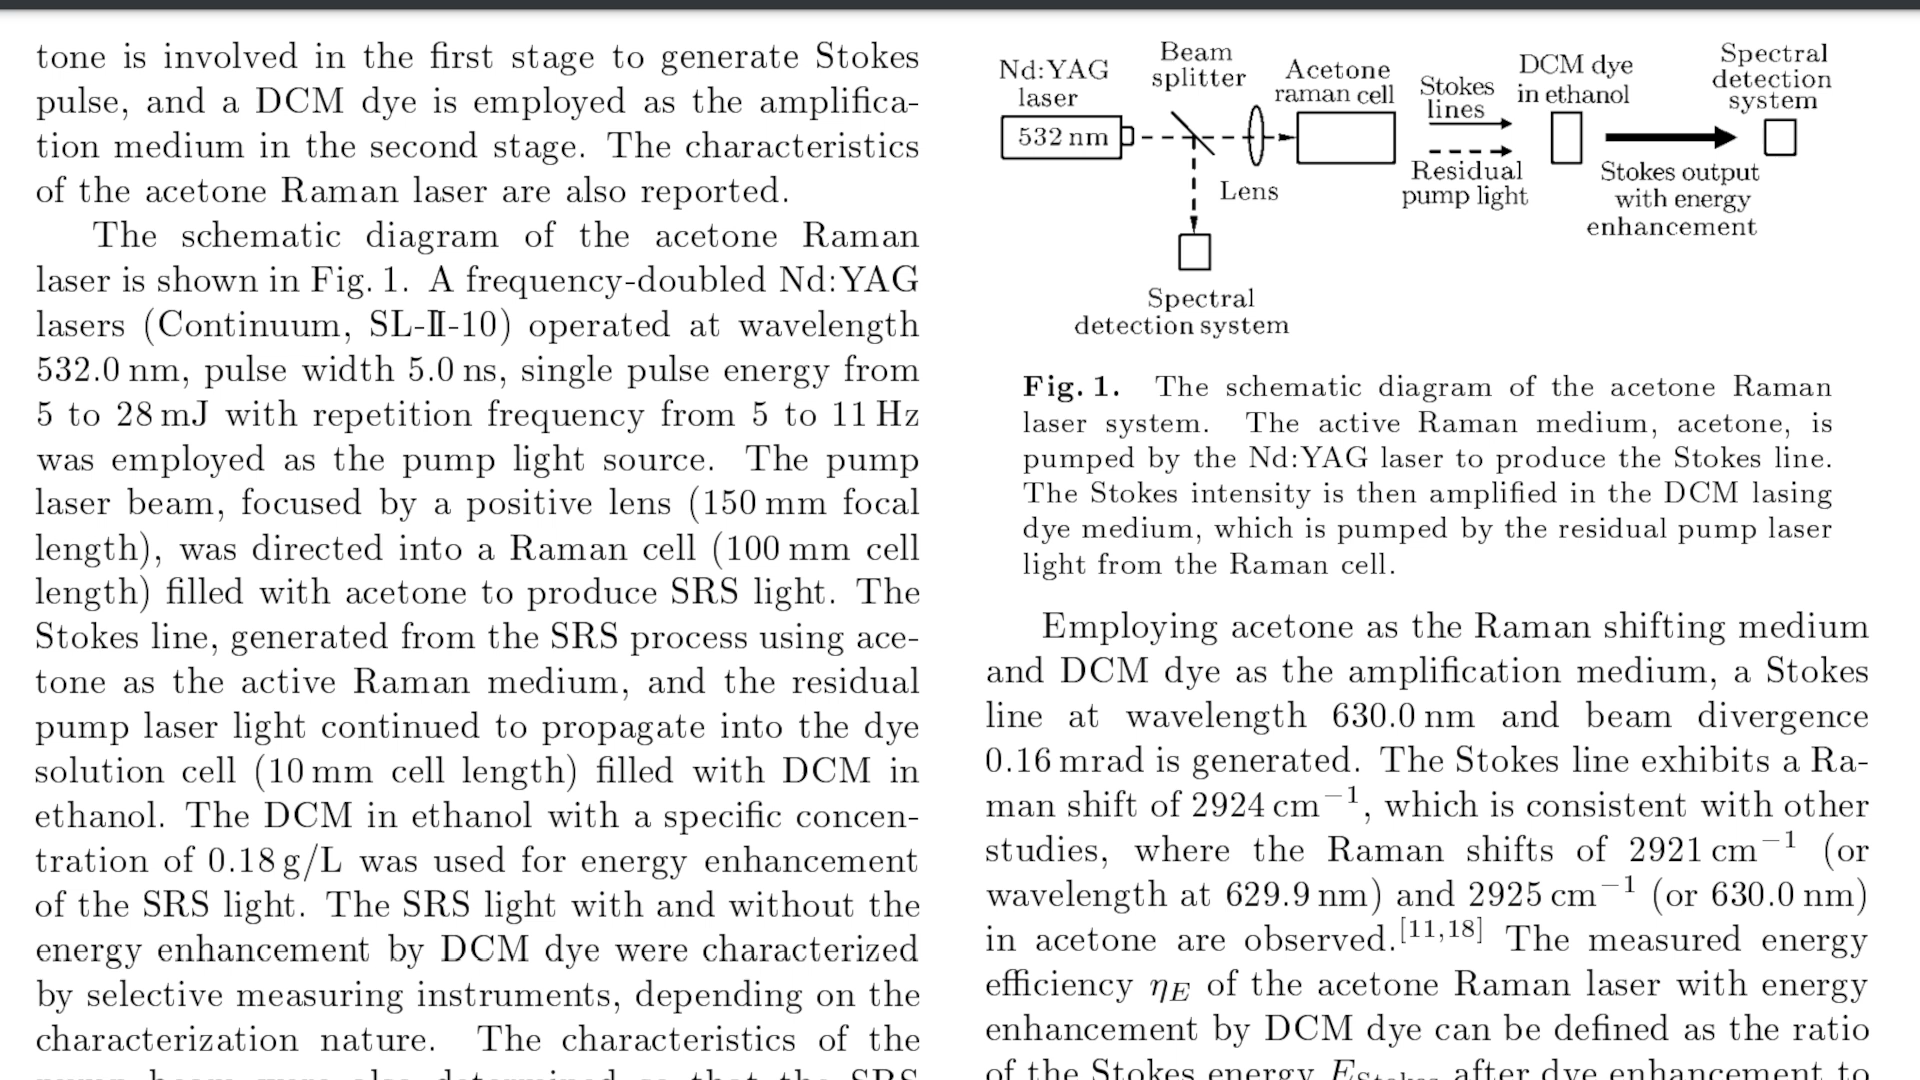 tone is involved in the first stage to generate Stokes
pulse, and a DCM dye is employed as the amplifica-
tion medium in the second stage. The characteristics
of the acetone Raman laser are also reported.
The schematic diagram of the acetone Raman
laser is shown in Fig. 1. A frequency-doubled Nd:YAG
lasers (Continuum, SL-II-10) operated at wavelength
532.0 nm, pulse width 5.0 ns, single pulse energy from
5 to 28 mJ with repetition frequency from 5 to 11 Hz
was employed as the pump light source. The pump
laser beam, focused by a positive lens (150 mm focal
length), was directed into a Raman cell (100 mm cell
length) filled with acetone to produce SRS light. The
Stokes line, generated from the SRS process using ace-
tone as the active Raman medium, and the residual
pump laser light continued to propagate into the dye
solution cell (10 mm cell length) filled with DCM in
ethanol. The DCM in ethanol with a specific concen-
tration of 0.18 g/L was used for energy enhancement
of the SRS light. The SRS light with and without the
energy enhancement by DCM dye were characterized
by selective measuring instruments, depending on the
characterization nature. The characteristics of the
Nd:YAG
laser
532 nm
Beam
splitter
Lens
Acetone
raman cell
Stokes
lines
Residual
pump light
DCM dye
in ethanol
Stokes output
with energy
enhancement
Spectral
detection
system
Spectral
detection system
Fig. 1. The schematic diagram of the acetone Raman
laser system. The active Raman medium, acetone, is
pumped by the Nd:YAG laser to produce the Stokes line.
The Stokes intensity is then amplified in the DCM lasing
dye medium, which is pumped by the residual pump laser
light from the Raman cell.
Employing acetone as the Raman shifting medium
and DCM dye as the amplification medium, a Stokes
line at wavelength 630.0 nm and beam divergence
0.16 mrad is generated. The Stokes line exhibits a Ra-
man shift of 2924 cm⁻¹, which is consistent with other
studies, where the Raman shifts of 2921 cm⁻¹ (or
wavelength at 629.9 nm) and 2925 cm⁻¹ (or 630.0 nm)
in acetone are observed.[11,18] The measured energy
efficiency ηE of the acetone Raman laser with energy
enhancement by DCM dye can be defined as the ratio
of the Stokes energy EStokes after dye enhancement to